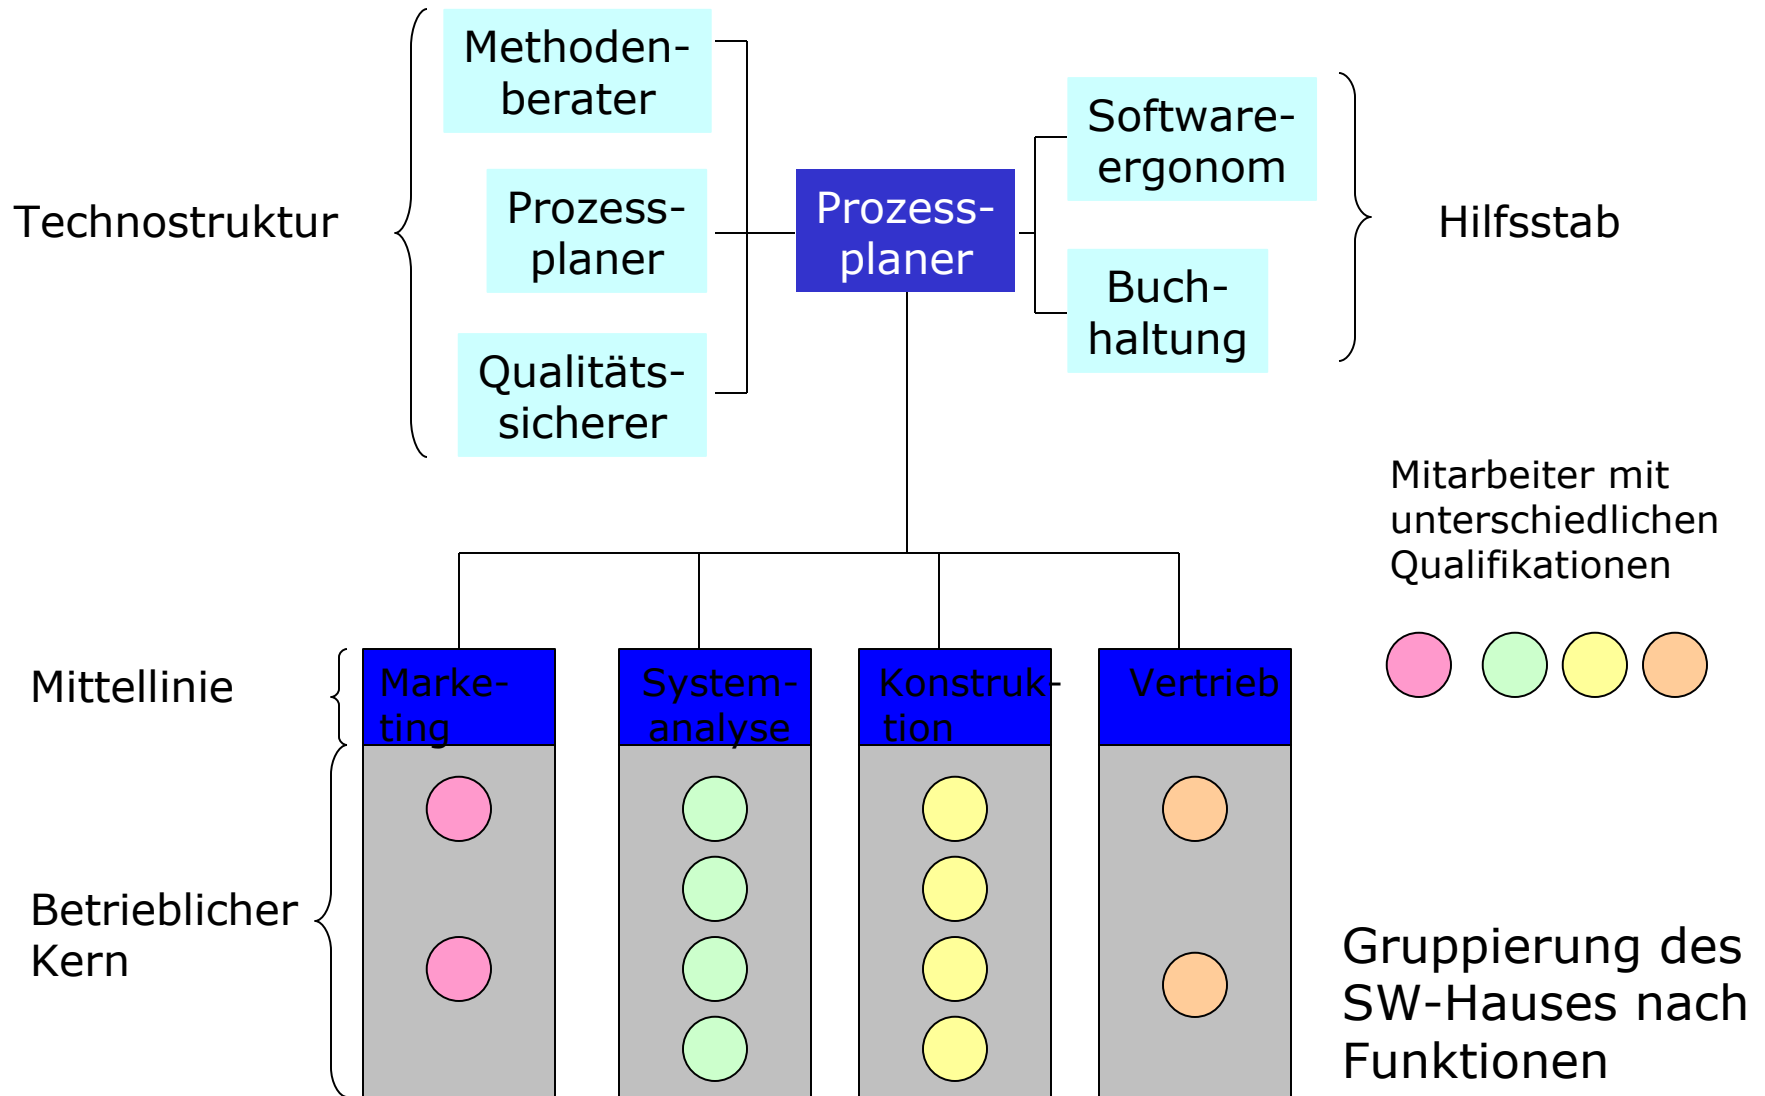 Technostruktur
Methoden-
berater
Prozess-
planer
Qualitäts-
sicherer
Prozess-
planer
Software-
ergonom
Buch-
haltung
Hilfsstab
Mitarbeiter mit
unterschiedlichen
Qualifikationen
Mittellinie
Marke-
ting
System-
analyse
Konstruk-
tion
Vertrieb
Betrieblicher
Kern
Gruppierung des
SW-Hauses nach
Funktionen